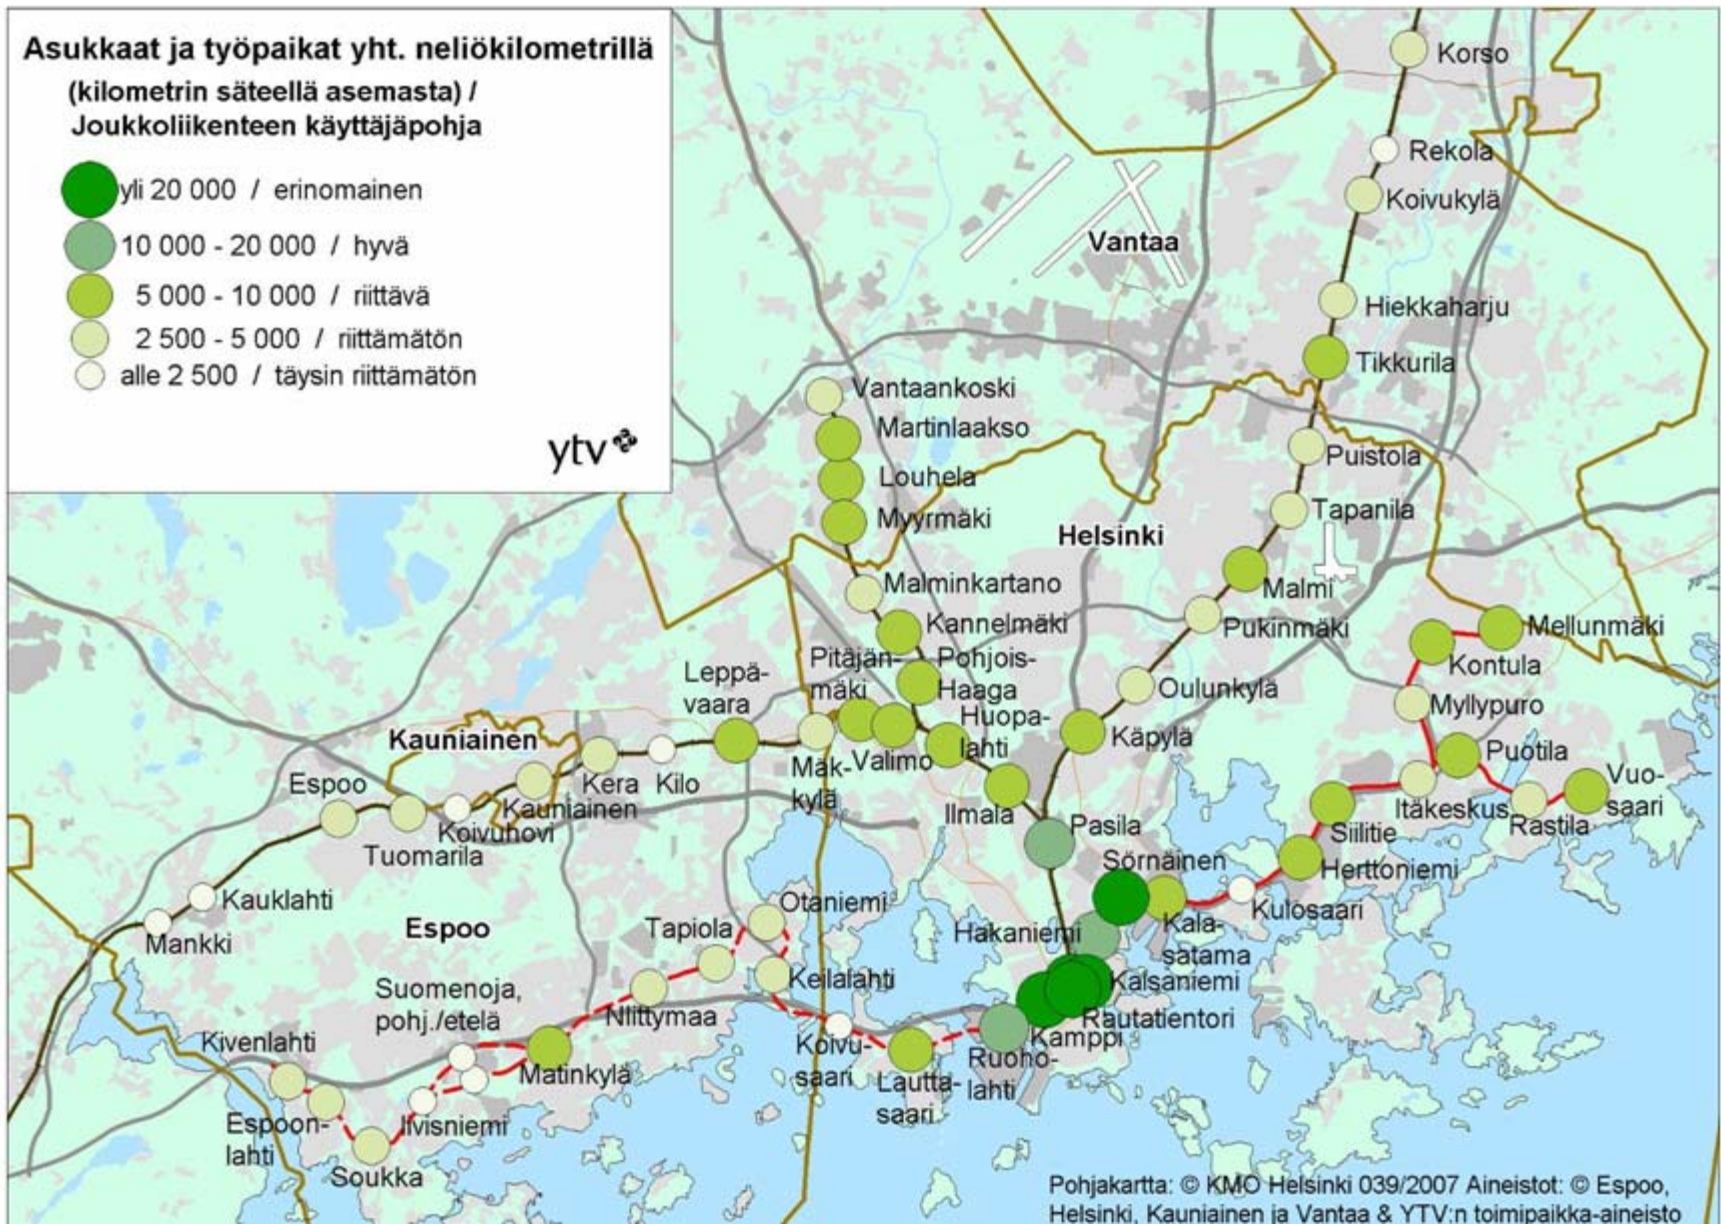 Asukkaat ja työpaikat yht. neliökilometrillä
(kilometrin säteellä asemasta) /
Joukkoliikenteen käyttäjäpohja
yli 20 000 / erinomainen
10 000 - 20 000 / hyvä
5 000 - 10 000 / riittävä
2 500 - 5 000 / riittämätön
alle 2 500 / täysin riittämätön
ytv
Korso
Rekola
Koivukylä
Vantaa
Hiekkaharju
Tikkurila
Vantaankoski
Martinlaakso
Louhela
Myyrmäki
Puistola
Tapanila
Helsinki
Malmi
Malminkartano
Kannelmäki
Pukinmäki
Mellunmäki
Kontula
Pitäjän-
mäki
Pohjois-
Haaga
Leppä-
vaara
Oulunkylä
Myllypuro
Huopa-
lahti
Käpylä
Puotila
Kauniainen
Valimo
Mäk-
kylä
Kera
Kilo
Espoo
Kauniainen
Koivuhovi
Tuomarila
Ilmala
Vuo-
saari
Itäkeskus
Rastila
Siilitie
Herttoniemi
Pasila
Sörnäinen
Kulosaari
Kauklahti
Mankki
Espoo
Otaniemi
Tapiola
Hakaniemi
Kala-
satama
Keilalahti
Kaisaniemi
Suomenoja,
pohj./etelä
NIittymaa
Rautatientori
Kamppi
Ruoho-
lahti
Kivenlahti
Koivu-
saari
Lautta-
saari
Matinkylä
Espoon-
lahti
Iivisniemi
Soukka
Pohjakartta: © KMO Helsinki 039/2007 Aineistot: © Espoo,
Helsinki, Kauniainen ja Vantaa & YTV:n toimipaikka-aineisto